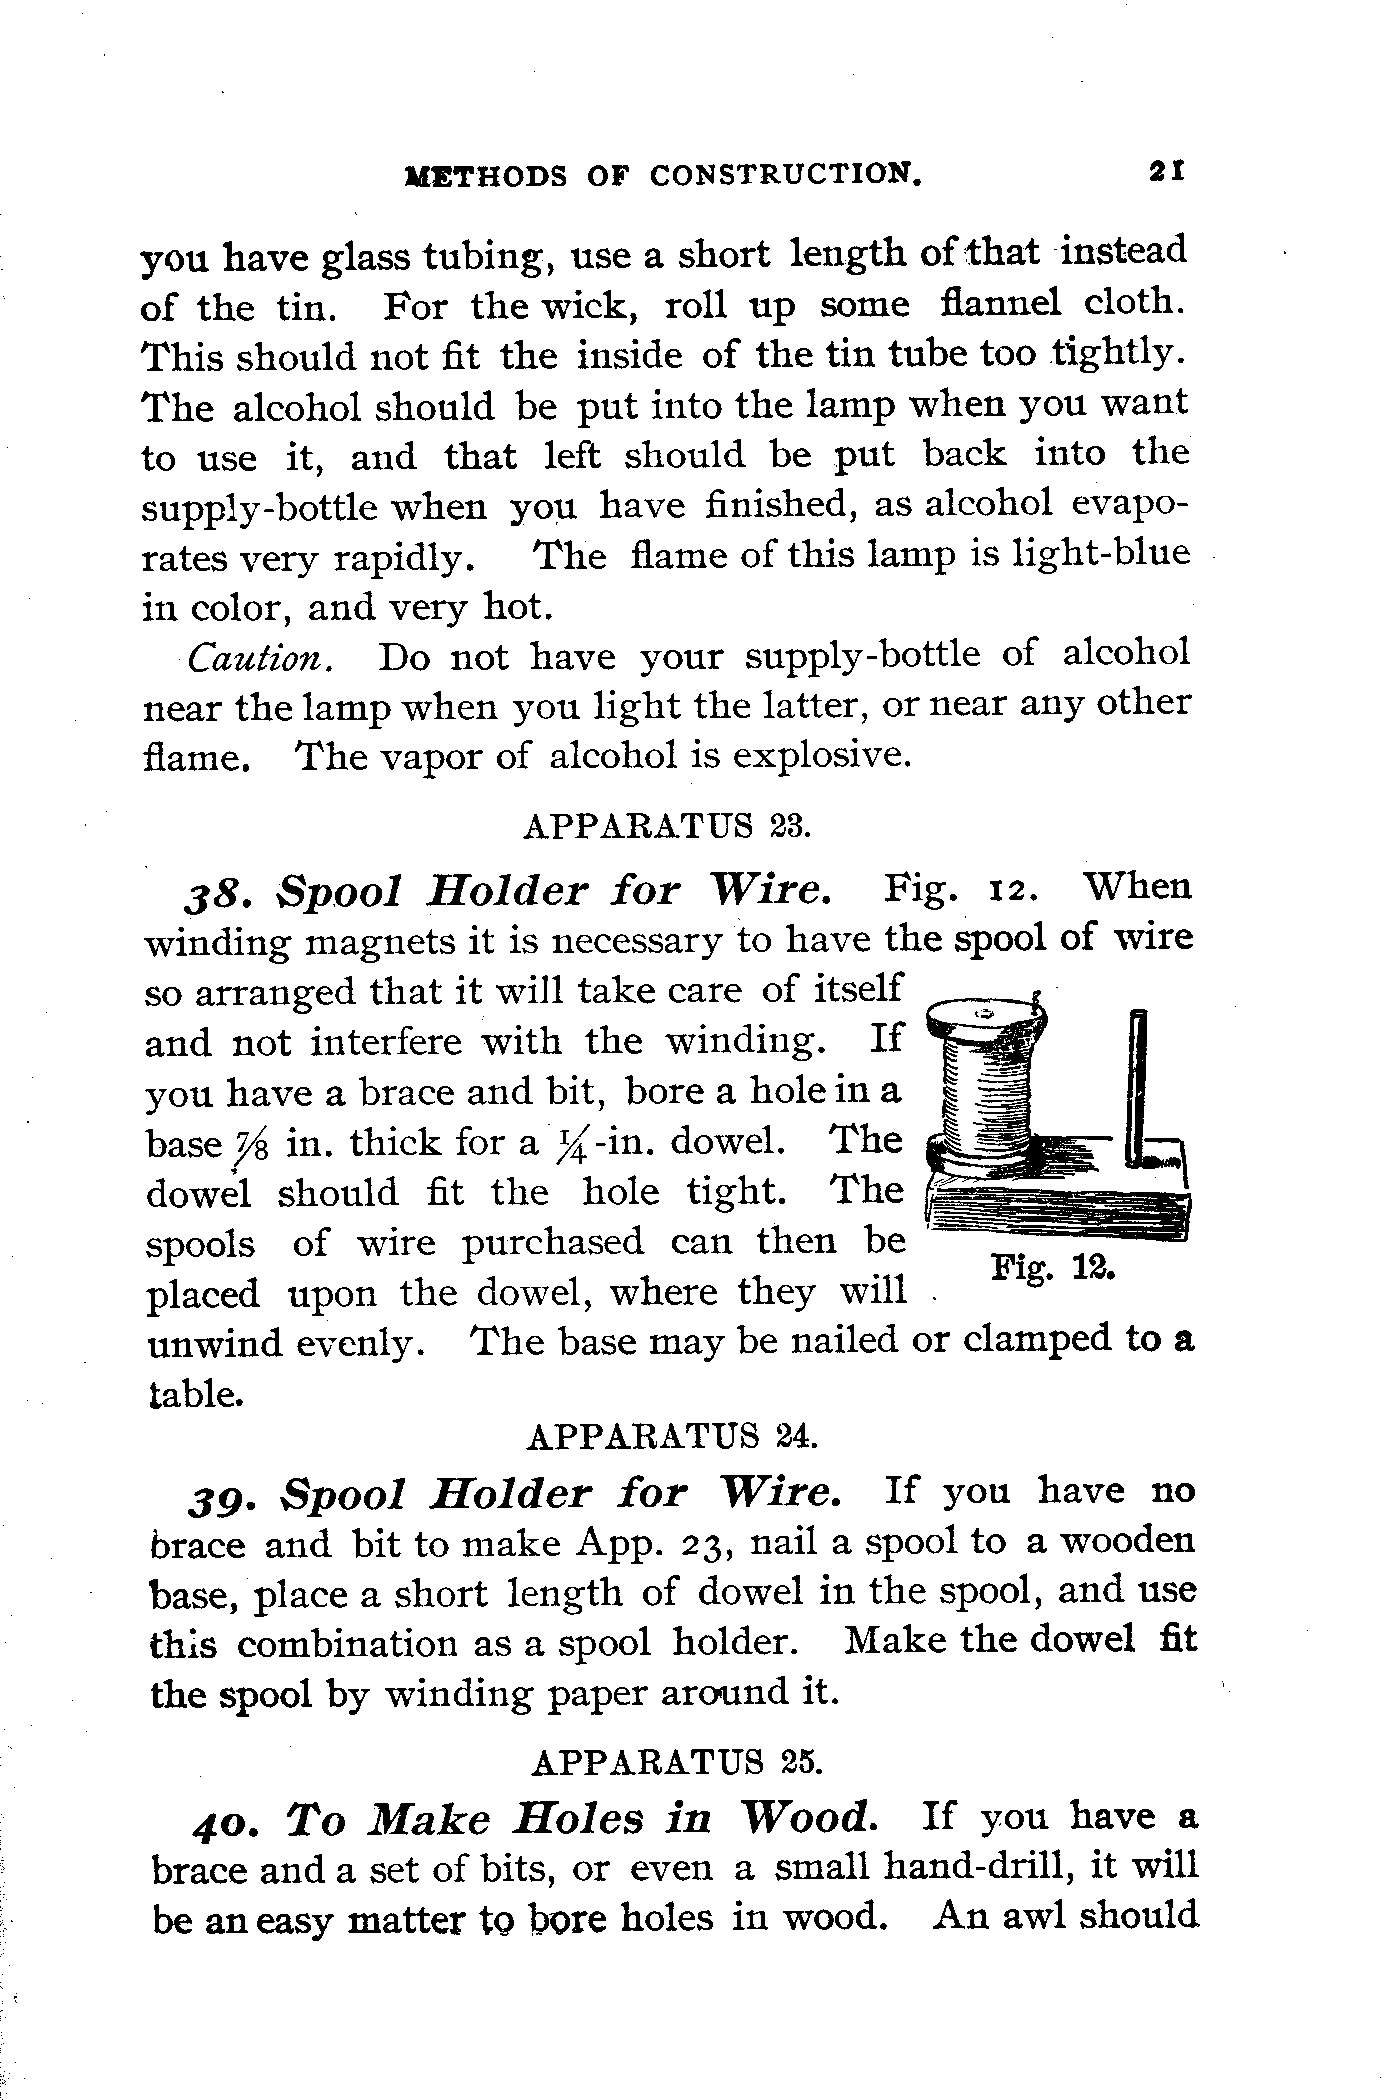 METHODS OF CONSTRUCTION. 21
you have glass tubing, use a short length of that instead
of the tin. For the wick, roll up some flannel cloth.
This should not fit the inside of the tin tube too tightly.
The alcohol should be put into the lamp when you want
to use it, and that left should be put back into the
supply-bottle when you have finished, as alcohol evapo-
rates very rapidly. The flame of this lamp is light-blue
in color, and very hot.
Caution. Do not have your supply-bottle of alcohol
near the lamp when you light the latter, or near any other
flame. The vapor of alcohol is explosive.
APPARATUS 23.
38. Spool Holder for Wire. Fig. 12. When
winding magnets it is necessary to have the spool of wire
so arranged that it will take care of itself
and not interfere with the winding. If
you have a brace and bit, bore a hole in a
base ⅞ in. thick for a ¼-in. dowel. The
dowel should fit the hole tight. The
spools of wire purchased can then be
placed upon the dowel, where they will
Fig. 12.
unwind evenly. The base may be nailed or clamped to a
table.
APPARATUS 24.
39. Spool Holder for Wire. If you have no
brace and bit to make App. 23, nail a spool to a wooden
base, place a short length of dowel in the spool, and use
this combination as a spool holder. Make the dowel fit
the spool by winding paper around it.
APPARATUS 25.
40. To Make Holes in Wood. If you have a
brace and a set of bits, or even a small hand-drill, it will
be an easy matter to bore holes in wood. An awl should